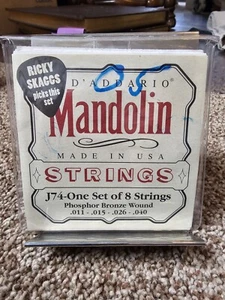 RICKY
SKAGGS
picks this
set
D'ADDARIO®
05
Mandolin
MADE IN USA
STRINGS
J74-One Set of 8 Strings
Phosphor Bronze Wound
.011 - .015 - .026 - .040